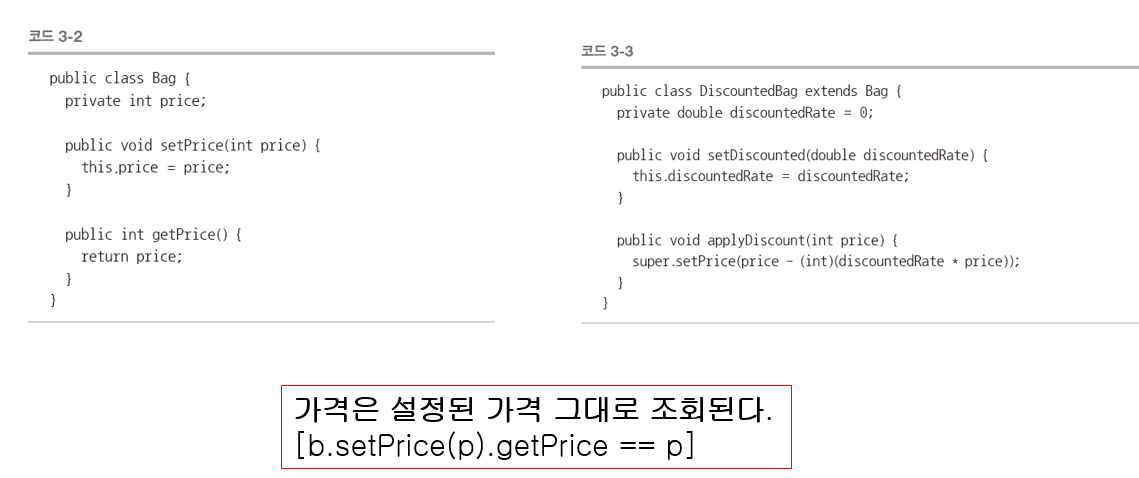 코드 3-2
public class Bag {
private int price;
public void setPrice(int price) {
this.price = price;
}
public int getPrice() {
return price;
}
}
코드 3-3
public class DiscountedBag extends Bag {
private double discountedRate = 0;
public void setDiscounted(double discountedRate) {
this.discountedRate = discountedRate;
}
public void applyDiscount(int price) {
super.setPrice(price - (int)(discountedRate * price));
}
}
가격은 설정된 가격 그대로 조회된다.
[b.setPrice(p).getPrice == p]